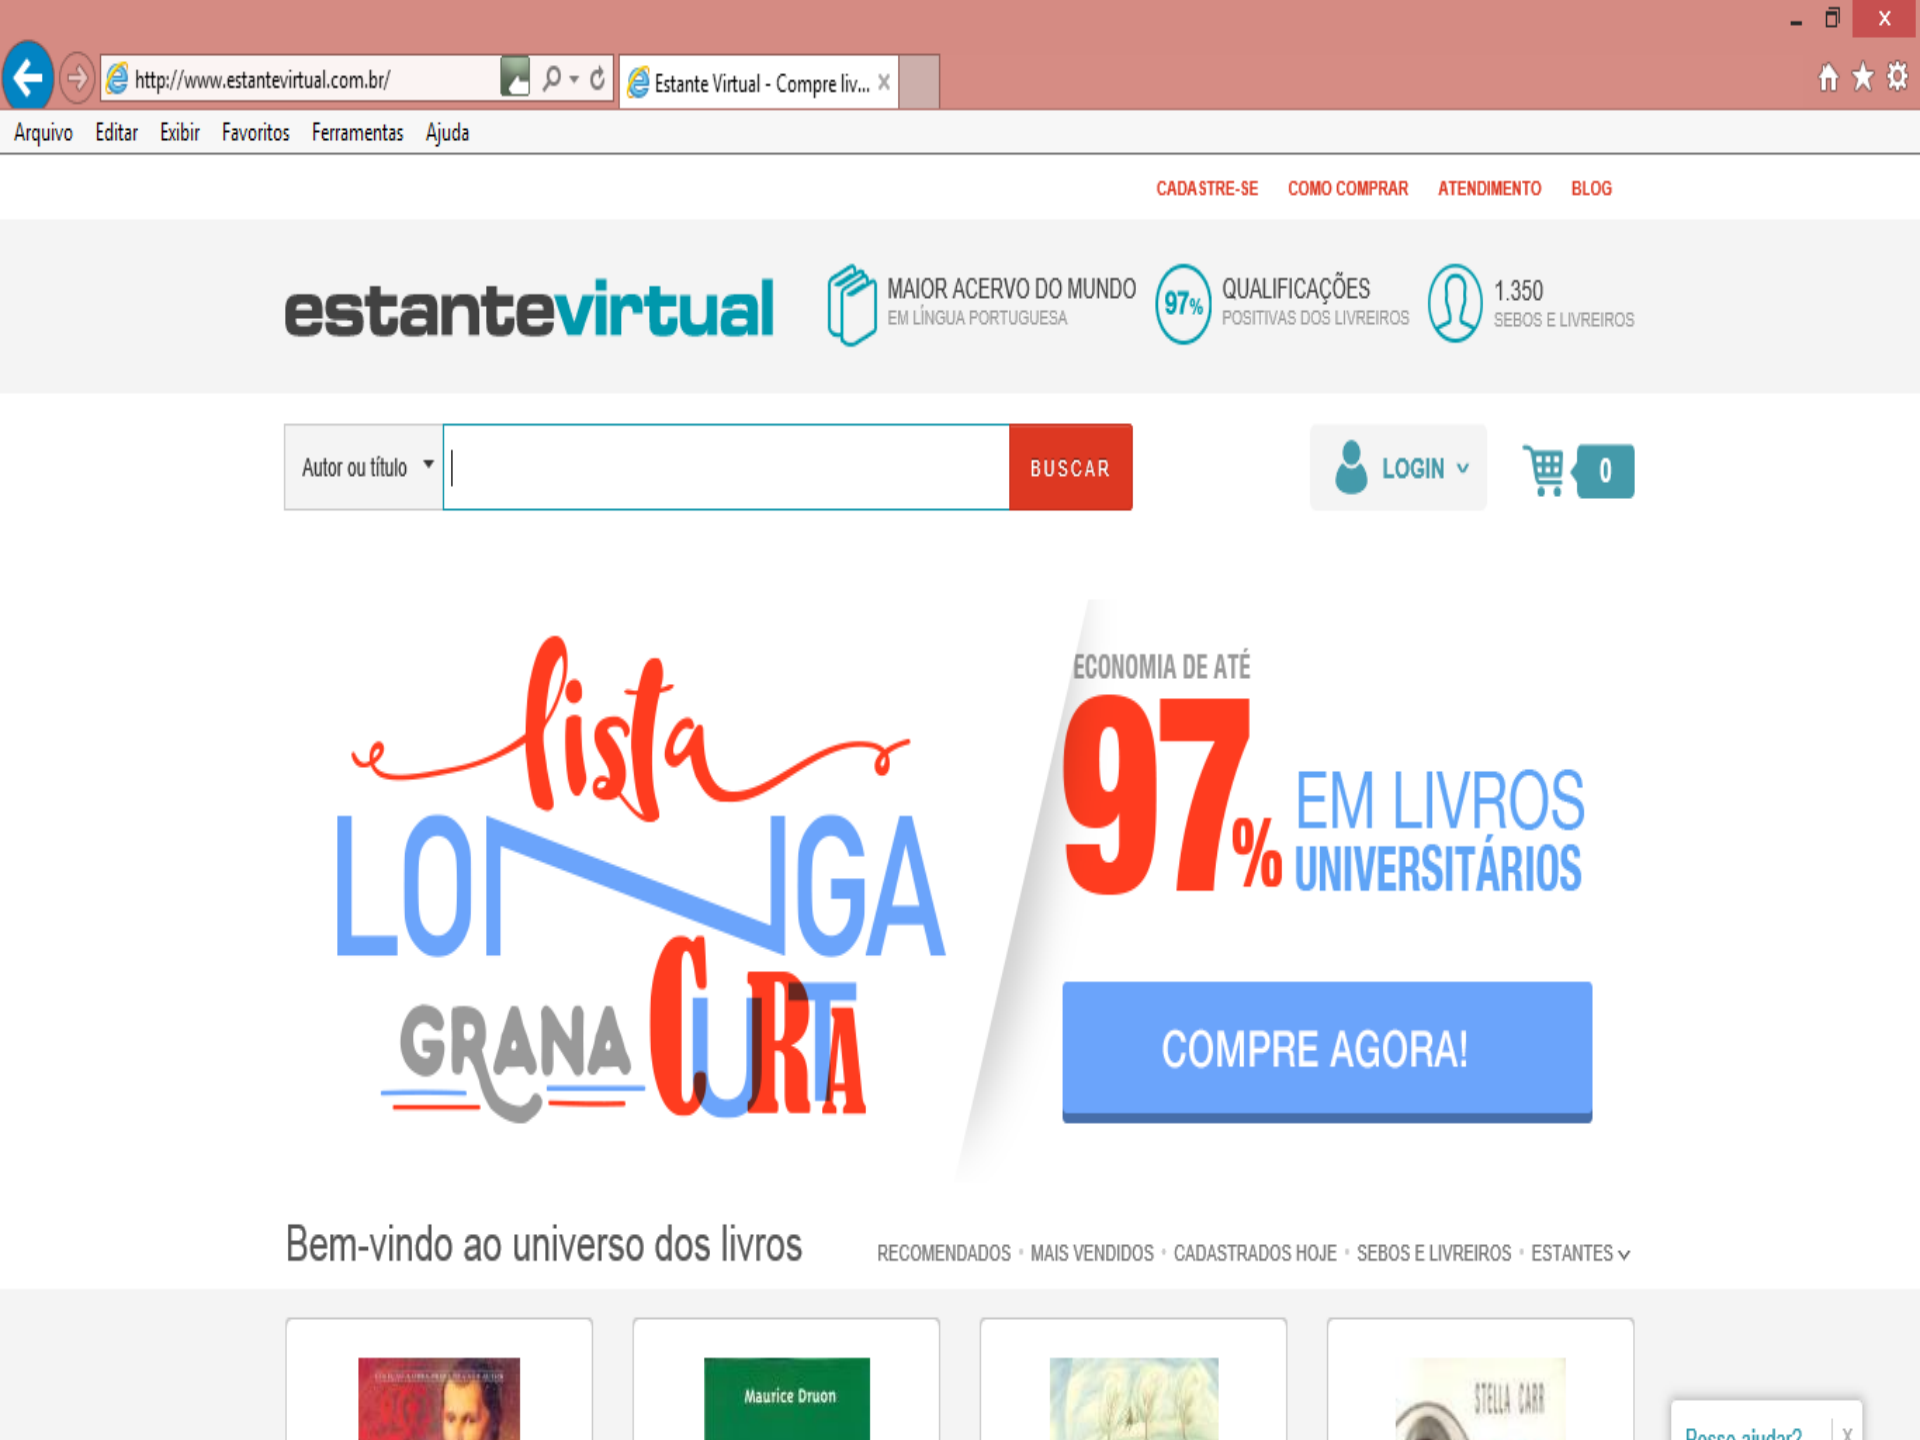 http://www.estantevirtual.com.br/
Estante Virtual - Compre liv...
Arquivo Editar Exibir Favoritos Ferramentas Ajuda
CADASTRE-SE COMO COMPRAR ATENDIMENTO BLOG
estantevirtual
MAIOR ACERVO DO MUNDO
EM LÍNGUA PORTUGUESA
97%
QUALIFICAÇÕES
POSITIVAS DOS LIVREIROS
1.350
SEBOS E LIVREIROS
Autor ou título
BUSCAR
LOGIN
0
lista
LONGA
GRANA CURTA
ECONOMIA DE ATÉ
97%
EM LIVROS
UNIVERSITÁRIOS
COMPRE AGORA!
Bem-vindo ao universo dos livros
RECOMENDADOS • MAIS VENDIDOS • CADASTRADOS HOJE • SEBOS E LIVREIROS • ESTANTES
Maurice Druon
STELLA CARR
Posso ajudar? X